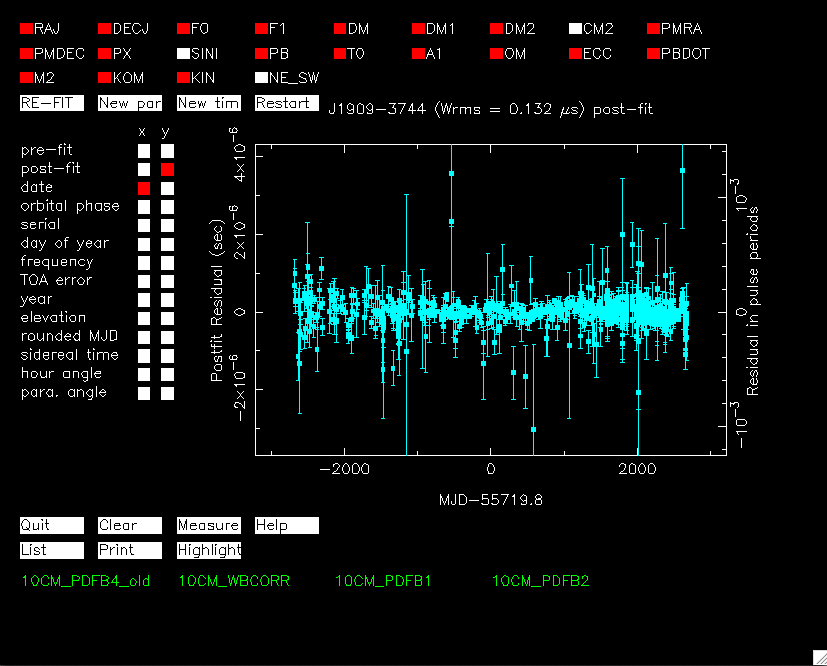 RAJ DECJ F0 F1 DM DM1 DM2 CM2 PMRA
PMDEC PX SINI PB T0 A1 OM ECC PBDOT
M2 KOM KIN NE_SW
RE-FIT New par New tim Restart J1909-3744 (Wrms = 0.132 μs) post-fit
x y
pre-fit
post-fit
date
orbital phase
serial
day of year
frequency
TOA error
year
elevation
rounded MJD
sidereal time
hour angle
para. angle
Postfit Residual (sec)
4×10⁻⁶
2×10⁻⁶
0
−2×10⁻⁶
10⁻³
0
−10⁻³
Residual in pulse periods
−2000 0 2000
MJD−55719.8
Quit Clear Measure Help
List Print Highlight
10CM_PDFB4_old 10CM_WBCORR 10CM_PDFB1 10CM_PDFB2